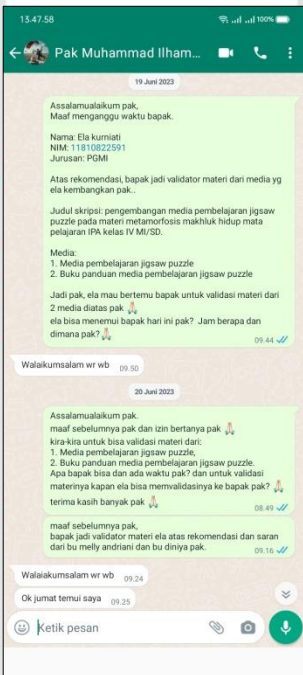 13.47.58
100%
Pak Muhammad Ilham...
19 Juni 2023
Assalamualaikum pak,
Maaf menganggu waktu bapak.
Nama: Ela kurniati
NIM: 11810822591
Jurusan: PGMI
Atas rekomendasi, bapak jadi validator materi dari media yg
ela kembangkan pak..
Judul skripsi: pengembangan media pembelajaran jigsaw
puzzle pada materi metamorfosis makhluk hidup mata
pelajaran IPA kelas IV MI/SD.
Media:
1. Media pembelajaran jigsaw puzzle
2. Buku panduan media pembelajaran jigsaw puzzle
Jadi pak, ela mau bertemu bapak untuk validasi materi dari
2 media diatas pak 🙏
ela bisa menemui bapak hari ini pak? Jam berapa dan
dimana pak? 🙏
09.44
Walaikumsalam wr wb 09.50
20 Juni 2023
Assalamualaikum pak.
maaf sebelumnya pak dan izin bertanya pak 🙏
kira-kira untuk bisa validasi materi dari:
1. Media pembelajaran jigsaw puzzle,
2. Buku panduan media pembelajaran jigsaw puzzle.
Apa bapak bisa dan ada waktu pak? dan untuk validasi
materinya kapan ela bisa memvalidasinya ke bapak pak? 🙏
terima kasih banyak pak 🙏
08.49
maaf sebelumnya pak,
bapak jadi validator materi ela atas rekomendasi dan saran
dari bu melly andriani dan bu diniya pak.
09.16
Walaiakumsalam wr wb 09.24
Ok jumat temui saya 09.25
Ketik pesan